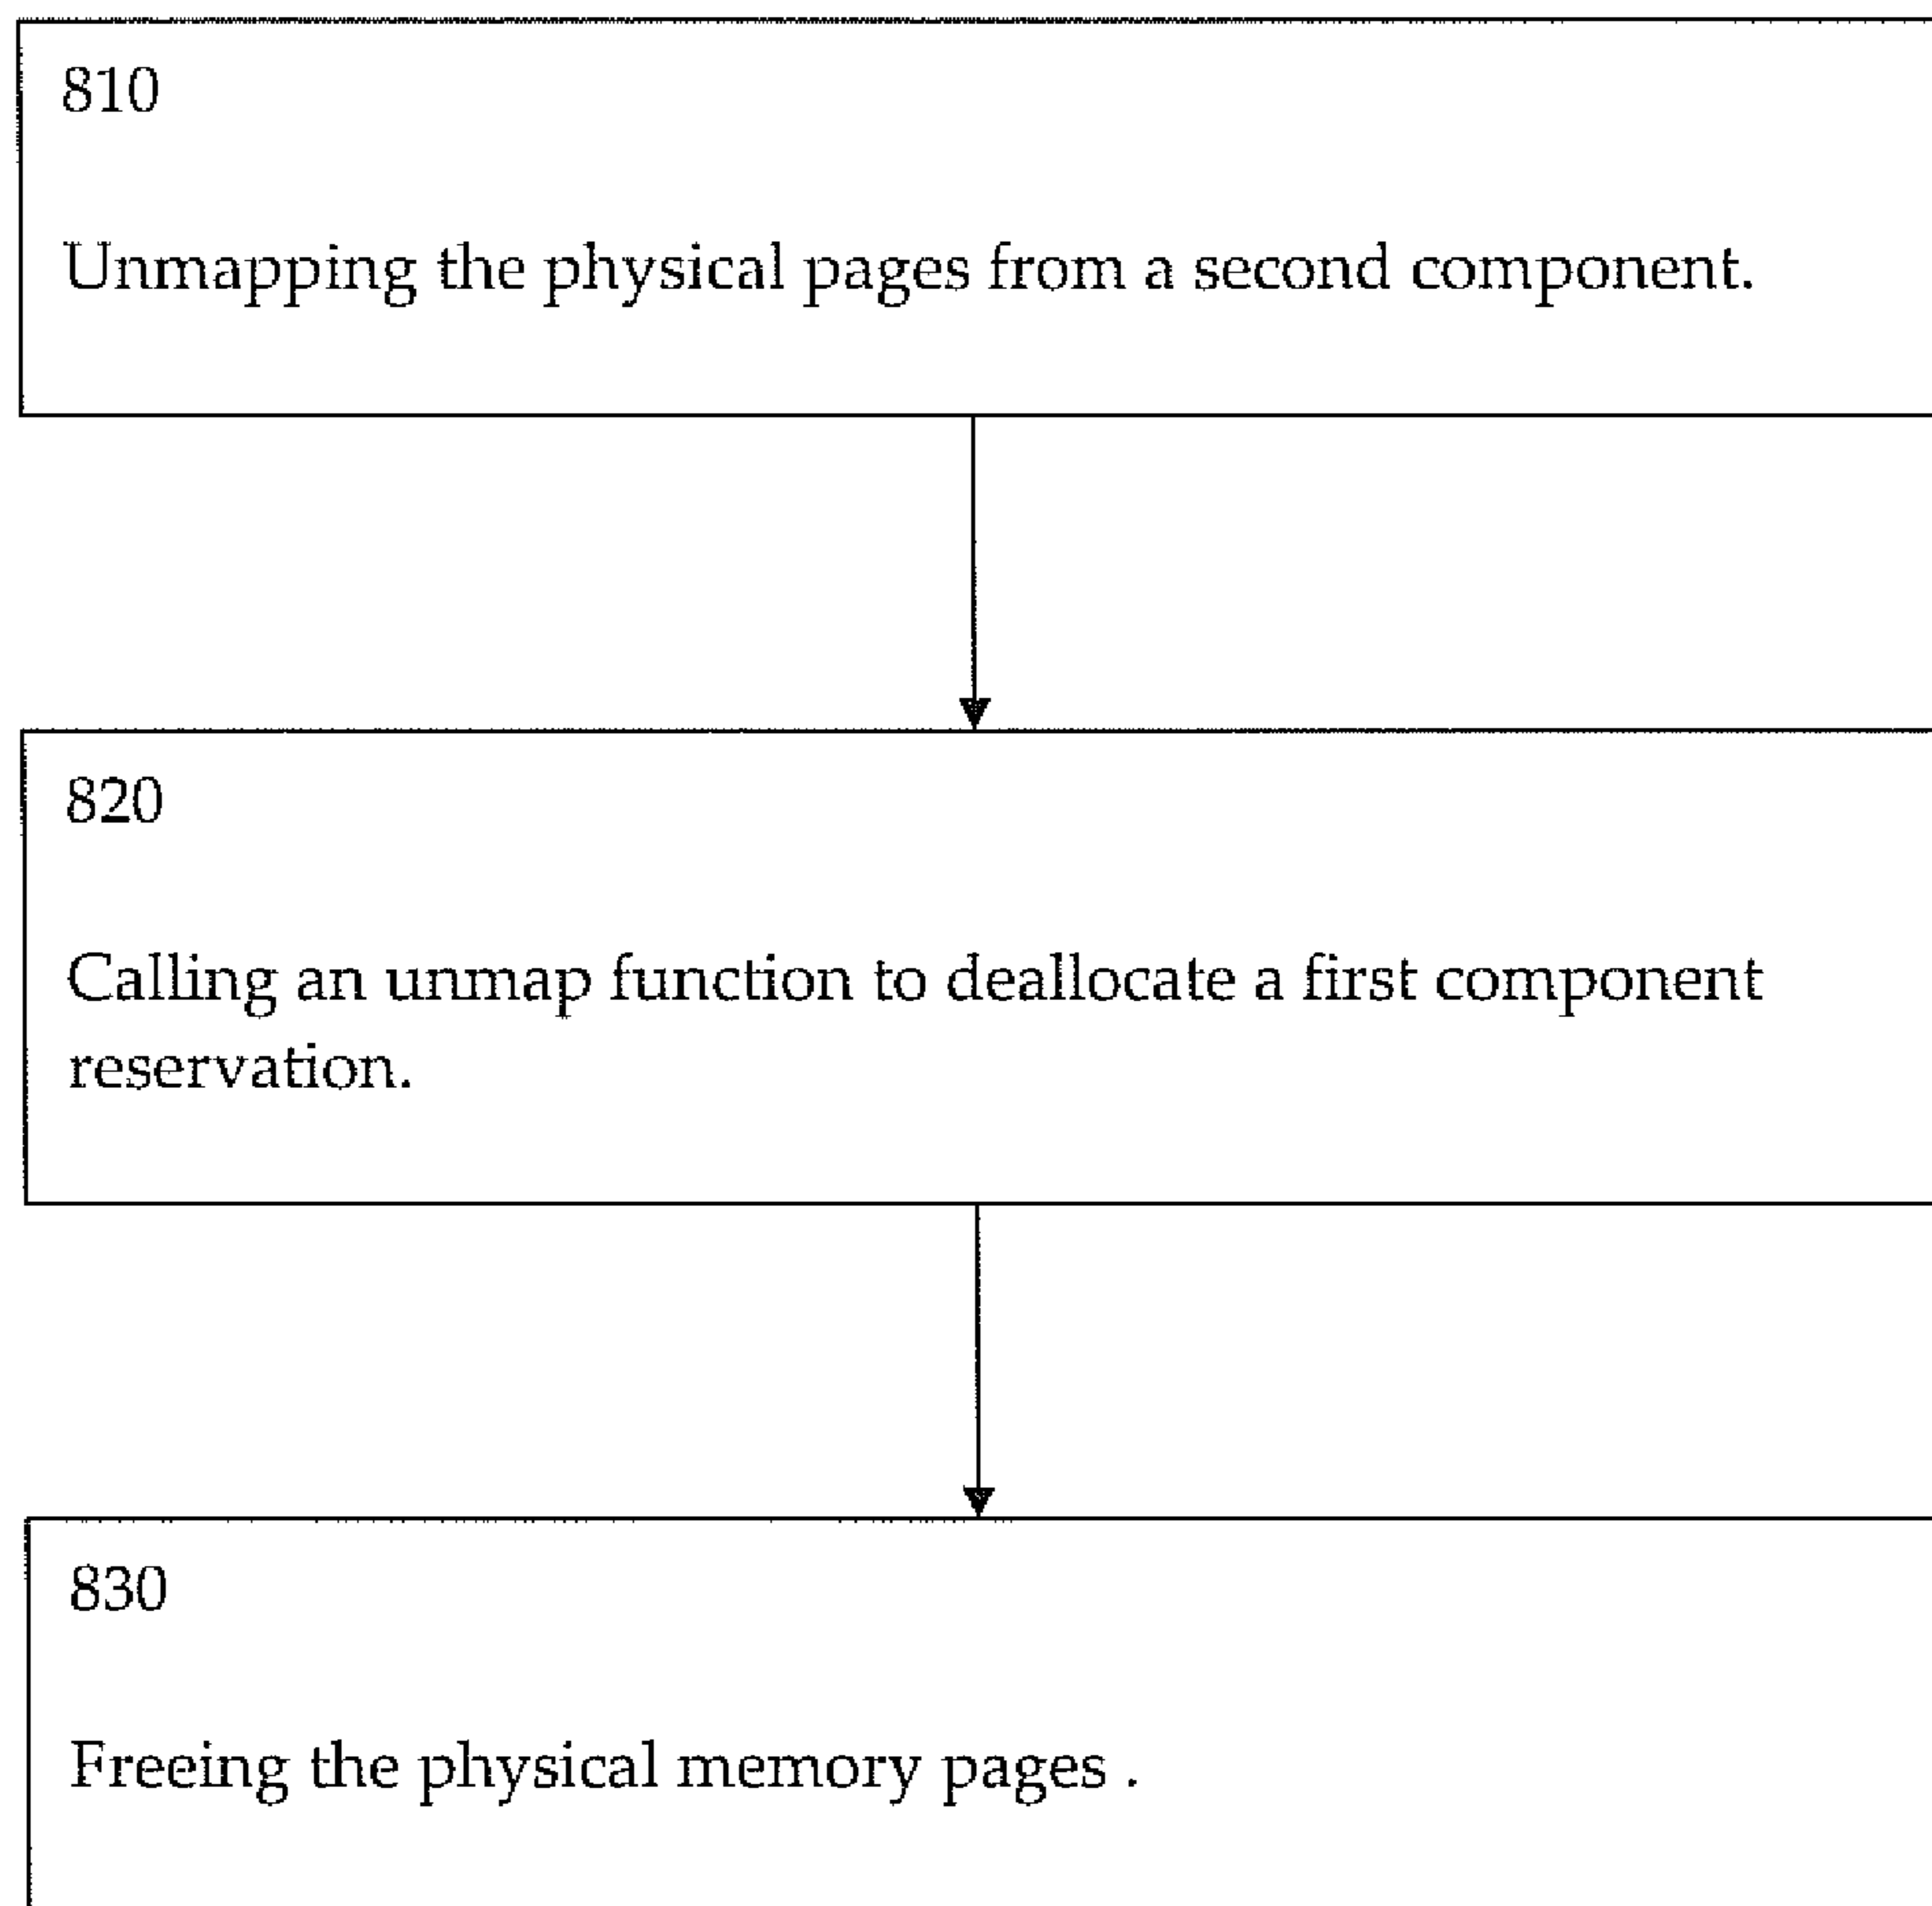 810
Unmapping the physical pages from a second component.
820
Calling an unmap function to deallocate a first component
reservation.
830
Freeing the physical memory pages .